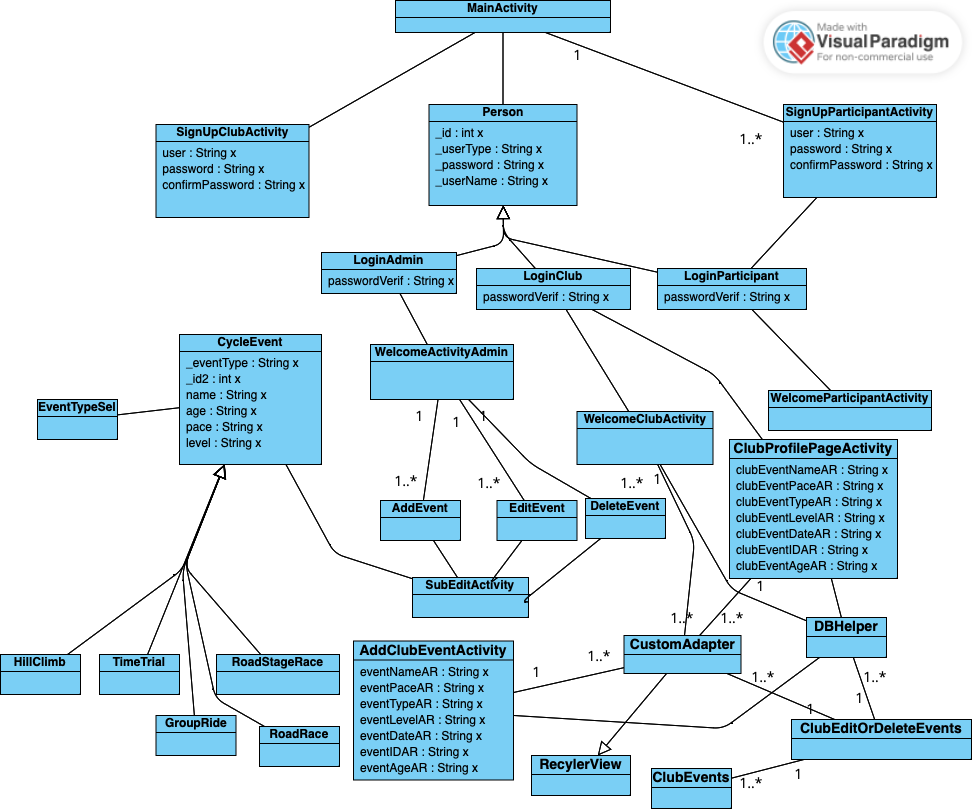 MainActivity
Made with
Visual Paradigm
For non-commercial use
1
SignUpClubActivity
user : String x
password : String x
confirmPassword : String x
Person
_id : int x
_userType : String x
_password : String x
_userName : String x
SignUpParticipantActivity
user : String x
password : String x
confirmPassword : String x
1..*
LoginAdmin
passwordVerif : String x
LoginClub
passwordVerif : String x
LoginParticipant
passwordVerif : String x
CycleEvent
_eventType : String x
_id2 : int x
name : String x
age : String x
pace : String x
level : String x
EventTypeSel
WelcomeActivityAdmin
WelcomeClubActivity
WelcomeParticipantActivity
1
1
1
1..*
1..*
1..*
1
AddEvent
EditEvent
DeleteEvent
ClubProfilePageActivity
clubEventNameAR : String x
clubEventPaceAR : String x
clubEventTypeAR : String x
clubEventLevelAR : String x
clubEventDateAR : String x
clubEventIDAR : String x
clubEventAgeAR : String x
SubEditActivity
1
1..*
1..*
DBHelper
HillClimb
TimeTrial
RoadStageRace
GroupRide
RoadRace
AddClubEventActivity
eventNameAR : String x
eventPaceAR : String x
eventTypeAR : String x
eventLevelAR : String x
eventDateAR : String x
eventIDAR : String x
eventAgeAR : String x
1
1..*
CustomAdapter
1..*
1
1..*
1
ClubEditOrDeleteEvents
RecylerView
ClubEvents
1..*
1